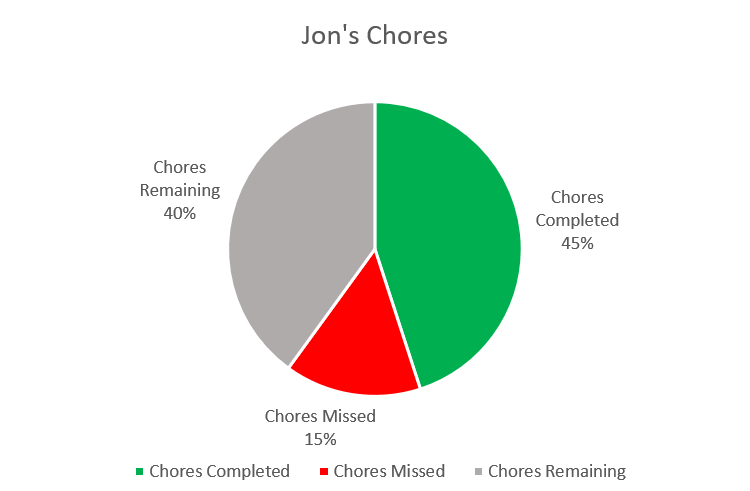 Jon's Chores
Chores
Remaining
40%
Chores
Completed
45%
Chores Missed
15%
Chores Completed
Chores Missed
Chores Remaining